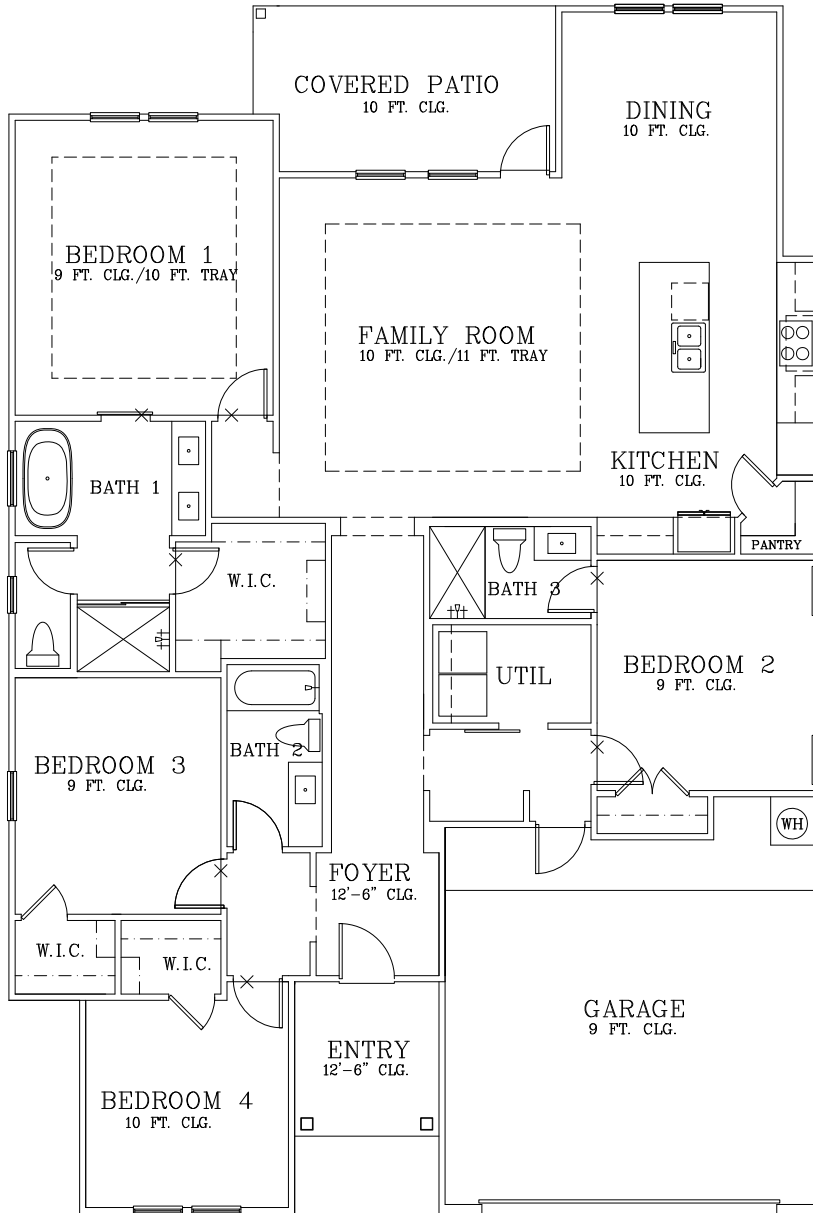 COVERED PATIO
10 FT. CLG.
DINING
10 FT. CLG.
BEDROOM 1
9 FT. CLG./10 FT. TRAY
FAMILY ROOM
10 FT. CLG./11 FT. TRAY
KITCHEN
10 FT. CLG.
BATH 1
PANTRY
W.I.C.
BATH 3
BEDROOM 2
9 FT. CLG.
UTIL
BATH 2
BEDROOM 3
9 FT. CLG.
WH
FOYER
12'-6" CLG.
W.I.C.
W.I.C.
GARAGE
9 FT. CLG.
ENTRY
12'-6" CLG.
BEDROOM 4
10 FT. CLG.